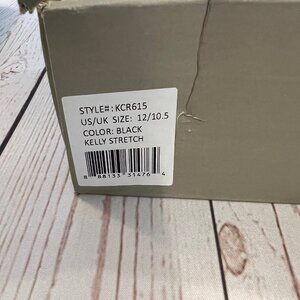 STYLE#: KCR615
US/UK SIZE: 12/10.5
COLOR: BLACK
KELLY STRETCH
8 88133 31476 4